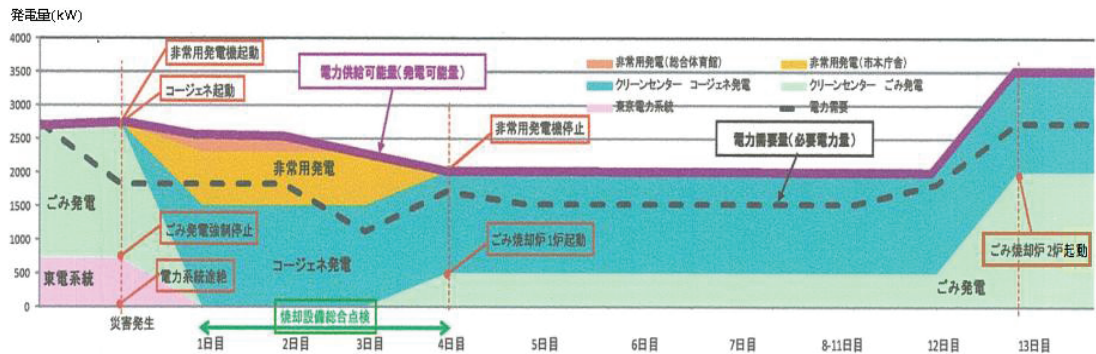 発電量(kW)
4000
3500
3000
2500
2000
1500
1000
500
0
非常用発電機起動
コージェネ起動
電力供給可能量(発電可能量)
非常用発電(総合体育館)
非常用発電(市本庁舎)
クリーンセンター コージェネ発電
クリーンセンター ごみ発電
東京電力系統
電力需要
非常用発電機停止
電力需要量(必要電力量)
非常用発電
ごみ発電
ごみ発電強制停止
東電系統
電力系統途絶
コージェネ発電
ごみ焼却炉1炉起動
ごみ焼却炉2炉起動
ごみ発電
災害発生
焼却設備総合点検
1日目
2日目
3日目
4日目
5日目
6日目
7日目
8-11日目
12日目
13日目